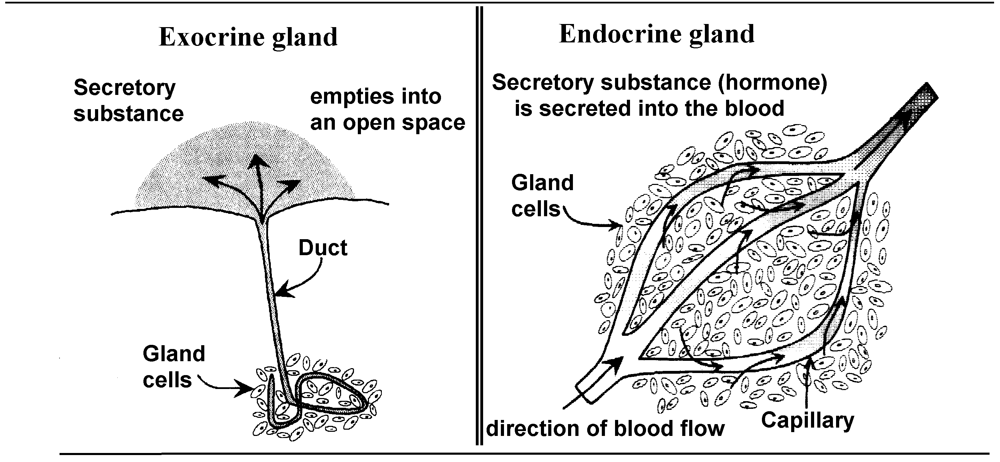 Exocrine gland
Secretory
substance
empties into
an open space
Duct
Gland
cells
Endocrine gland
Secretory substance (hormone)
is secreted into the blood
Gland
cells
Capillary
direction of blood flow